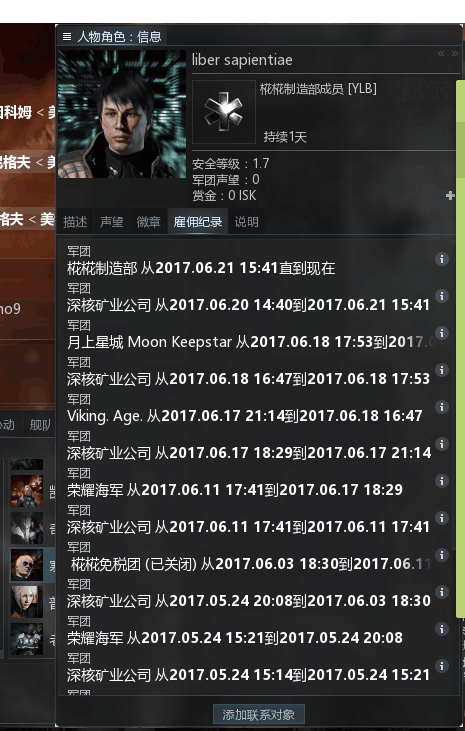 人物角色：信息
liber sapientiae
椛椛制造部成员 [YLB]
持续1天
安全等级：1.7
军团声望：0
赏金：0 ISK
描述 声望 徽章 雇佣纪录 说明
军团
椛椛制造部 从2017.06.21 15:41直到现在
军团
深核矿业公司 从2017.06.20 14:40到2017.06.21 15:41
军团
月上星城 Moon Keepstar 从2017.06.18 17:53到2017.0
军团
深核矿业公司 从2017.06.18 16:47到2017.06.18 17:53
军团
Viking. Age. 从2017.06.17 21:14到2017.06.18 16:47
军团
深核矿业公司 从2017.06.17 18:29到2017.06.17 21:14
军团
荣耀海军 从2017.06.11 17:41到2017.06.17 18:29
军团
深核矿业公司 从2017.06.11 17:41到2017.06.11 17:41
军团
椛椛免税团 (已关闭) 从2017.06.03 18:30到2017.06.11
军团
深核矿业公司 从2017.05.24 20:08到2017.06.03 18:30
军团
荣耀海军 从2017.05.24 15:21到2017.05.24 20:08
军团
深核矿业公司 从2017.05.24 15:14到2017.05.24 15:21
军团
添加联系对象
科姆 < 美
格夫 < 美
格夫 < 美
no9
心动 舰队